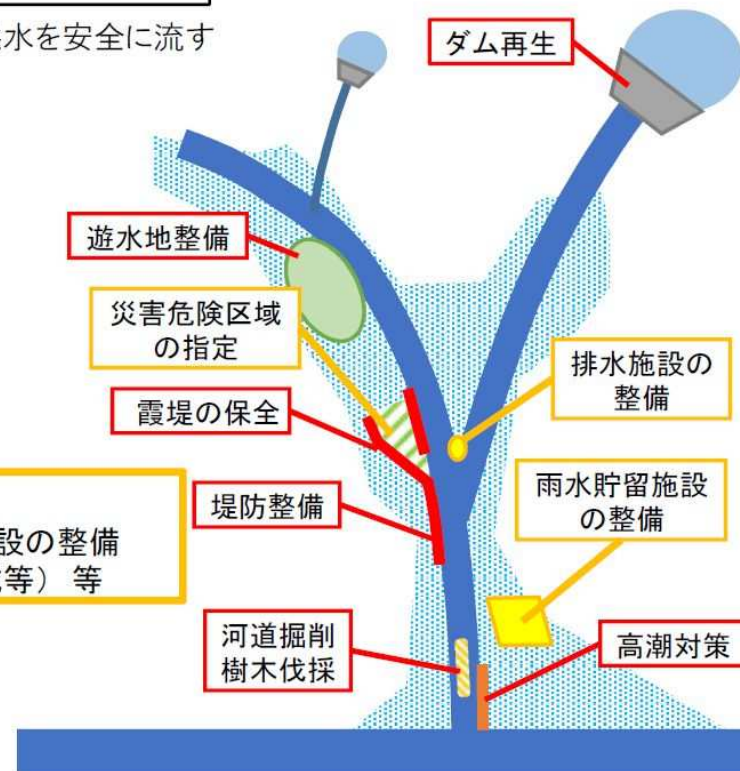 水を安全に流す
ダム再生
遊水地整備
災害危険区域
の指定
排水施設の
整備
霞堤の保全
堤防整備
雨水貯留施設
の整備
設の整備
等） 等
河道掘削
樹木伐採
高潮対策